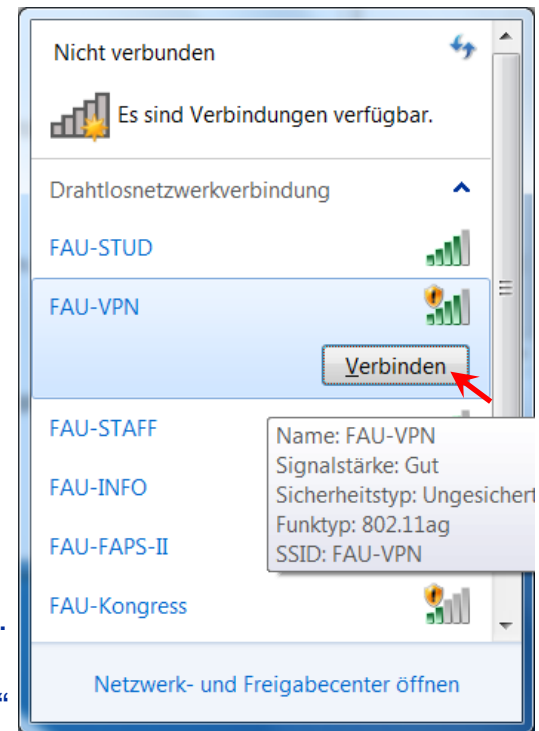 Nicht verbunden
Es sind Verbindungen verfügbar.
Drahtlosnetzwerkverbindung
FAU-STUD
FAU-VPN
Verbinden
FAU-STAFF
Name: FAU-VPN
Signalstärke: Gut
FAU-INFO
Sicherheitstyp: Ungesichert
Funktyp: 802.11ag
FAU-FAPS-II
SSID: FAU-VPN
FAU-Kongress
.
Netzwerk- und Freigabecenter öffnen
“